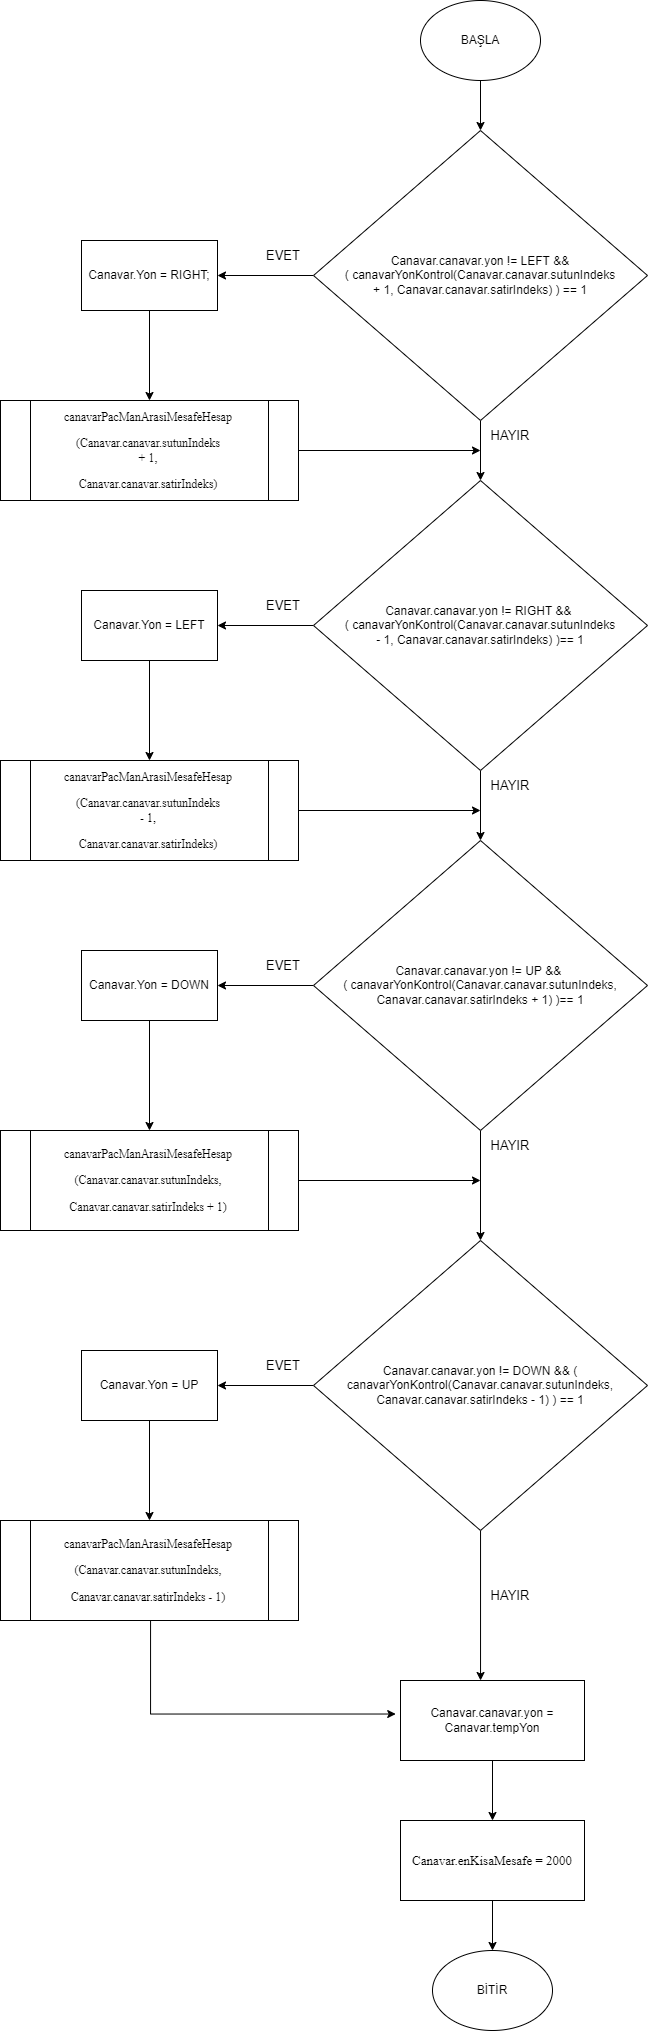 BAŞLA
Canavar.canavar.yon != LEFT &&
( canavarYonKontrol(Canavar.canavar.sutunIndeks
+ 1, Canavar.canavar.satirIndeks) ) == 1
EVET
Canavar.Yon = RIGHT;
canavarPacManArasiMesafeHesap
(Canavar.canavar.sutunIndeks
+ 1,
Canavar.canavar.satirIndeks)
HAYIR
Canavar.canavar.yon != RIGHT &&
( canavarYonKontrol(Canavar.canavar.sutunIndeks
- 1, Canavar.canavar.satirIndeks) )== 1
EVET
Canavar.Yon = LEFT
canavarPacManArasiMesafeHesap
(Canavar.canavar.sutunIndeks
- 1,
Canavar.canavar.satirIndeks)
HAYIR
Canavar.canavar.yon != UP &&
( canavarYonKontrol(Canavar.canavar.sutunIndeks,
Canavar.canavar.satirIndeks + 1) )== 1
EVET
Canavar.Yon = DOWN
canavarPacManArasiMesafeHesap
(Canavar.canavar.sutunIndeks,
Canavar.canavar.satirIndeks + 1)
HAYIR
Canavar.canavar.yon != DOWN && (
canavarYonKontrol(Canavar.canavar.sutunIndeks,
Canavar.canavar.satirIndeks - 1) ) == 1
EVET
Canavar.Yon = UP
canavarPacManArasiMesafeHesap
(Canavar.canavar.sutunIndeks,
Canavar.canavar.satirIndeks - 1)
HAYIR
Canavar.canavar.yon =
Canavar.tempYon
Canavar.enKisaMesafe = 2000
BİTİR